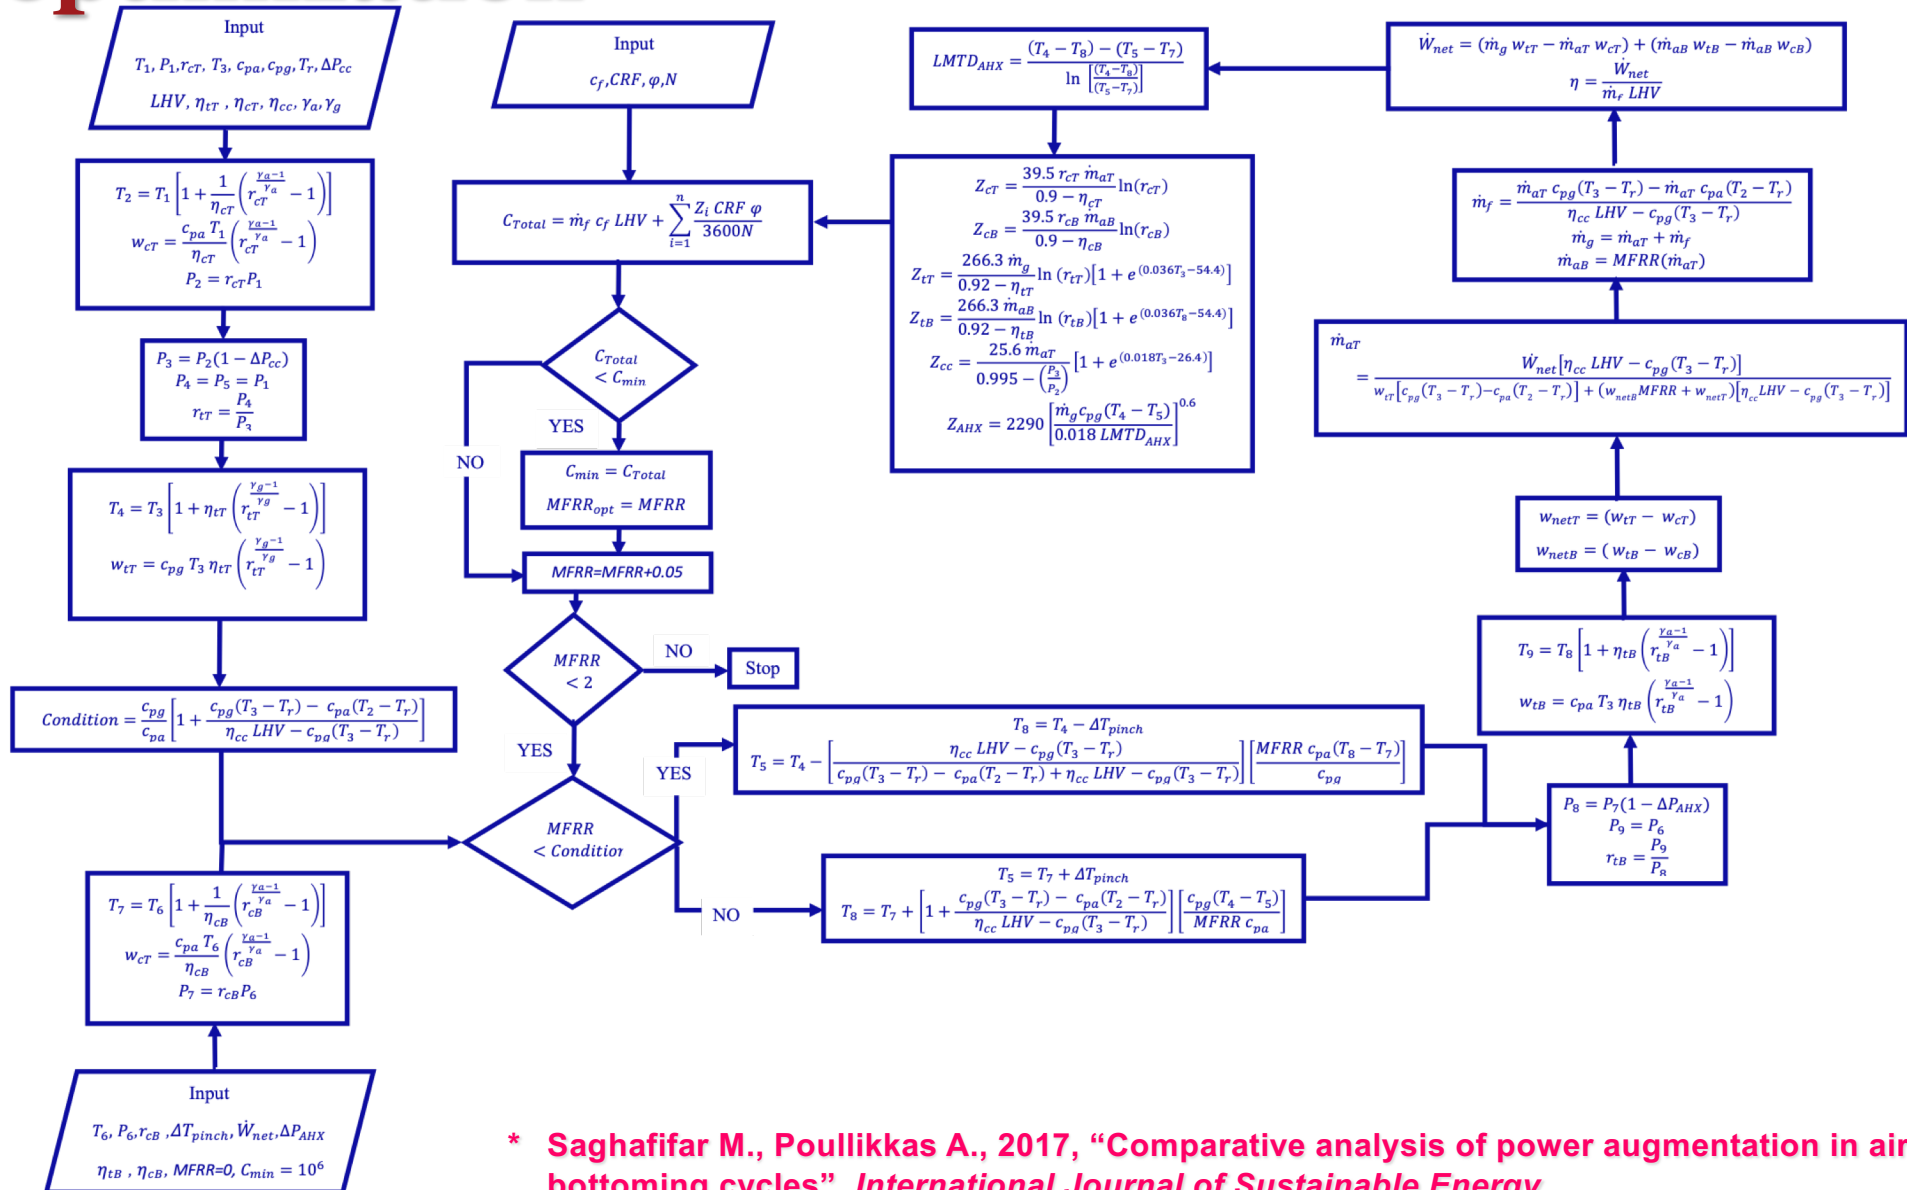 Input
T₁, P₁,r_cT, T₃, c_pa,c_pg,T_r,ΔP_cc
LHV, η_tT , η_cT, η_cc, γ_a,γ_g
T₂ = T₁ [1 + 1/η_cT (r_cT^((γ_a−1)/γ_a) − 1)]
w_cT = c_pa T₁/η_cT (r_cT^((γ_a−1)/γ_a) − 1)
P₂ = r_cT P₁
P₃ = P₂(1 − ΔP_cc)
P₄ = P₅ = P₁
r_tT = P₄/P₃
T₄ = T₃ [1 + η_tT (r_tT^((γ_g−1)/γ_g) − 1)]
w_tT = c_pg T₃ η_tT (r_tT^((γ_g−1)/γ_g) − 1)
Condition = c_pg/c_pa [1 + (c_pg(T₃ − T_r) − c_pa(T₂ − T_r))/(η_cc LHV − c_pg(T₃ − T_r))]
T₇ = T₆ [1 + 1/η_cB (r_cB^((γ_a−1)/γ_a) − 1)]
w_cT = c_pa T₆/η_cB (r_cB^((γ_a−1)/γ_a) − 1)
P₇ = r_cB P₆
Input
T₆, P₆,r_cB ,ΔT_pinch,Ẇ_net,ΔP_AHX
η_tB , η_cB, MFRR=0, C_min = 10⁶
Input
c_f,CRF, φ,N
C_Total = ṁ_f c_f LHV + ∑_(i=1)^n Z_i CRF φ/3600N
C_Total
< C_min
YES
NO
C_min = C_Total
MFRR_opt = MFRR
MFRR=MFRR+0.05
MFRR
< 2
NO
Stop
YES
MFRR
< Condition
YES
T₈ = T₄ − ΔT_pinch
T₅ = T₄ − [(η_cc LHV − c_pg(T₃ − T_r))/(c_pg(T₃ − T_r) − c_pa(T₂ − T_r) + η_cc LHV − c_pg(T₃ − T_r))] [MFRR c_pa(T₈ − T₇)/c_pg]
NO
T₅ = T₇ + ΔT_pinch
T₈ = T₇ + [1 + (c_pg(T₃ − T_r) − c_pa(T₂ − T_r))/(η_cc LHV − c_pg(T₃ − T_r))] [c_pg(T₄ − T₅)/(MFRR c_pa)]
P₈ = P₇(1 − ΔP_AHX)
P₉ = P₆
r_tB = P₉/P₈
T₉ = T₈ [1 + η_tB (r_tB^((γ_a−1)/γ_a) − 1)]
w_tB = c_pa T₃ η_tB (r_tB^((γ_a−1)/γ_a) − 1)
w_netT = (w_tT − w_cT)
w_netB = ( w_tB − w_cB)
ṁ_aT
= Ẇ_net[η_cc LHV − c_pg(T₃ − T_r)]/(w_tT[c_pg(T₃ − T_r)−c_pa(T₂ − T_r)] + (w_netB MFRR + w_netT)[η_cc LHV − c_pg(T₃ − T_r)])
ṁ_f = (ṁ_aT c_pg(T₃ − T_r) − ṁ_aT c_pa(T₂ − T_r))/(η_cc LHV − c_pg(T₃ − T_r))
ṁ_g = ṁ_aT + ṁ_f
ṁ_aB = MFRR(ṁ_aT)
Ẇ_net = (ṁ_g w_tT − ṁ_aT w_cT) + (ṁ_aB w_tB − ṁ_aB w_cB)
η = Ẇ_net/(ṁ_f LHV)
LMTD_AHX = ((T₄ − T₈) − (T₅ − T₇))/(ln [(T₄−T₈)/(T₅−T₇)])
Z_cT = (39.5 r_cT ṁ_aT)/(0.9 − η_cT) ln(r_cT)
Z_cB = (39.5 r_cB ṁ_aB)/(0.9 − η_cB) ln(r_cB)
Z_tT = (266.3 ṁ_g)/(0.92 − η_tT) ln (r_tT)[1 + e^(0.036T₃−54.4)]
Z_tB = (266.3 ṁ_aB)/(0.92 − η_tB) ln (r_tB)[1 + e^(0.036T₈−54.4)]
Z_cc = (25.6 ṁ_aT)/(0.995 − (P₃/P₂)) [1 + e^(0.018T₃−26.4)]
Z_AHX = 2290 [ṁ_g c_pg(T₄ − T₅)/(0.018 LMTD_AHX)]^0.6
* Saghafifar M., Poullikkas A., 2017, “Comparative analysis of power augmentation in air
bottoming cycles”, International Journal of Sustainable Energy